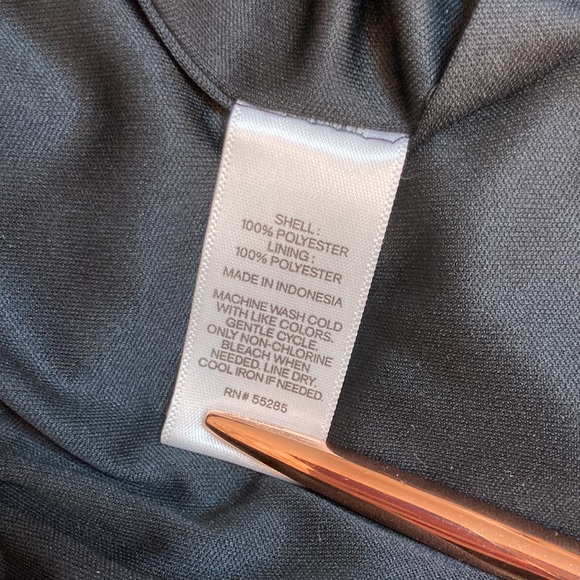 SHELL :
100% POLYESTER
LINING :
100% POLYESTER
MADE IN INDONESIA
MACHINE WASH COLD
WITH LIKE COLORS.
GENTLE CYCLE.
ONLY NON-CHLORINE
BLEACH WHEN
NEEDED. LINE DRY.
COOL IRON IF NEEDED.
RN# 55285